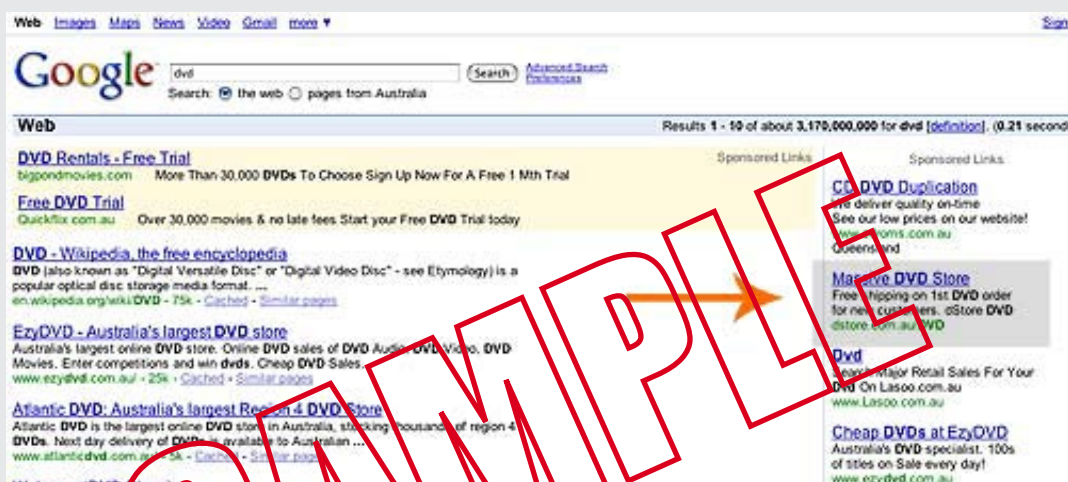 Web Images Maps News Video Gmail more ▼
Sign
Google
dvd
Search
Advanced Search
Preferences
Search: the web pages from Australia
Web
Results 1 - 10 of about 3,170,000,000 for dvd [definition]. (0.21 second
DVD Rentals - Free Trial
bigpondmovies.com More Than 30,000 DVDs To Choose Sign Up Now For A Free 1 Mth Trial
Free DVD Trial
Quickflix.com.au Over 30,000 movies & no late fees Start your Free DVD Trial today
Sponsored Links
DVD - Wikipedia, the free encyclopedia
DVD (also known as "Digital Versatile Disc" or "Digital Video Disc" - see Etymology) is a
popular optical disc storage media format. ...
en.wikipedia.org/wiki/DVD - 75k - Cached - Similar pages
EzyDVD - Australia's largest DVD store
Australia's largest online DVD store. Online DVD sales of DVD Audio, DVD Video, DVD
Movies. Enter competitions and win dvds. Cheap DVD Sales.
www.ezydvd.com.au/ - 25k - Cached - Similar pages
Atlantic DVD: Australia's largest Region 4 DVD Store
Atlantic DVD is the largest online DVD store in Australia, stocking thousands of region 4
DVDs. Next day delivery of DVDs is available to Australian ...
www.atlanticdvd.com.au/ - 5k - Cached - Similar pages
Sponsored Links
CD DVD Duplication
We deliver quality on-time
See our low prices on our website!
Queensland
Massive DVD Store
Free shipping on 1st DVD order
for new customers. dStore DVD
dstore.com.au/DVD
Dvd
Search Major Retail Sales For Your
Dvd On Lasoo.com.au
www.Lasoo.com.au
Cheap DVDs at EzyDVD
Australia's DVD specialist. 100s
of titles on Sale every day!
www.ezydvd.com.au
SAMPLE